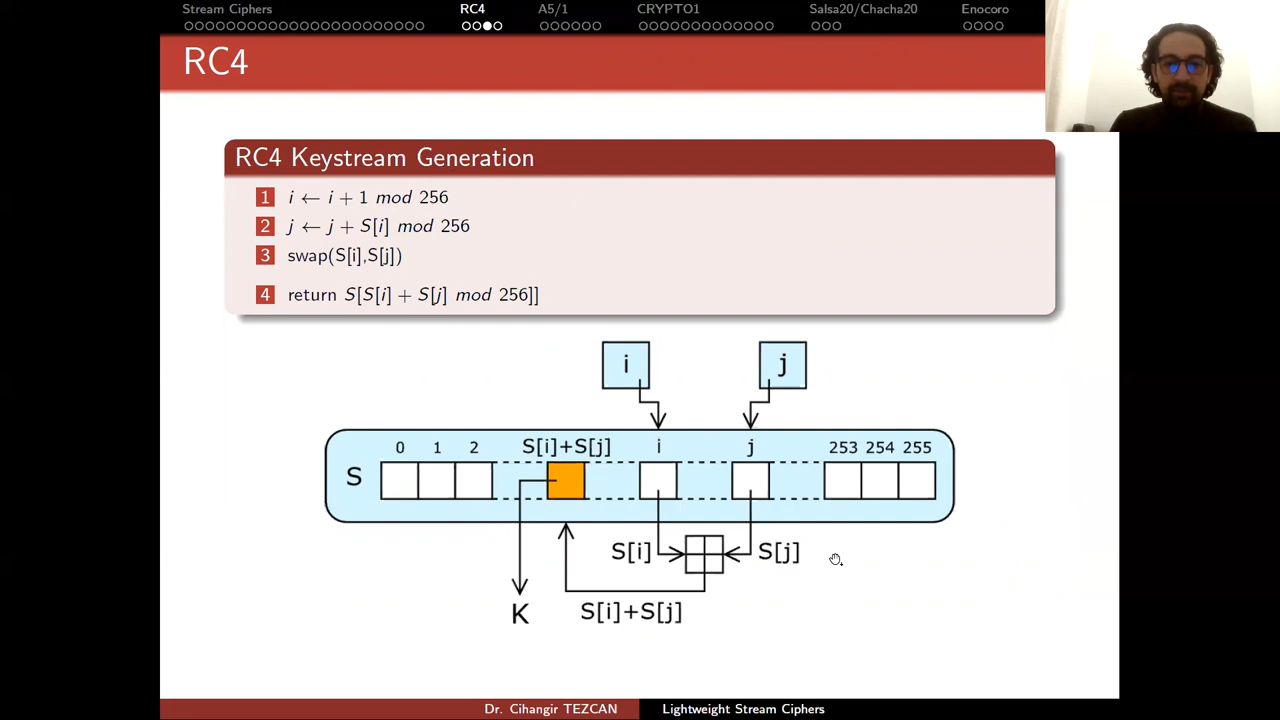 Stream Ciphers RC4 A5/1 CRYPTO1 Salsa20/Chacha20 Enocoro
RC4
RC4 Keystream Generation
1 i ← i + 1 mod 256
2 j ← j + S[i] mod 256
3 swap(S[i],S[j])
4 return S[S[i] + S[j] mod 256]]
i j
0 1 2 S[i]+S[j] i j 253 254 255
S
S[i] S[j]
K S[i]+S[j]
Dr. Cihangir TEZCAN Lightweight Stream Ciphers